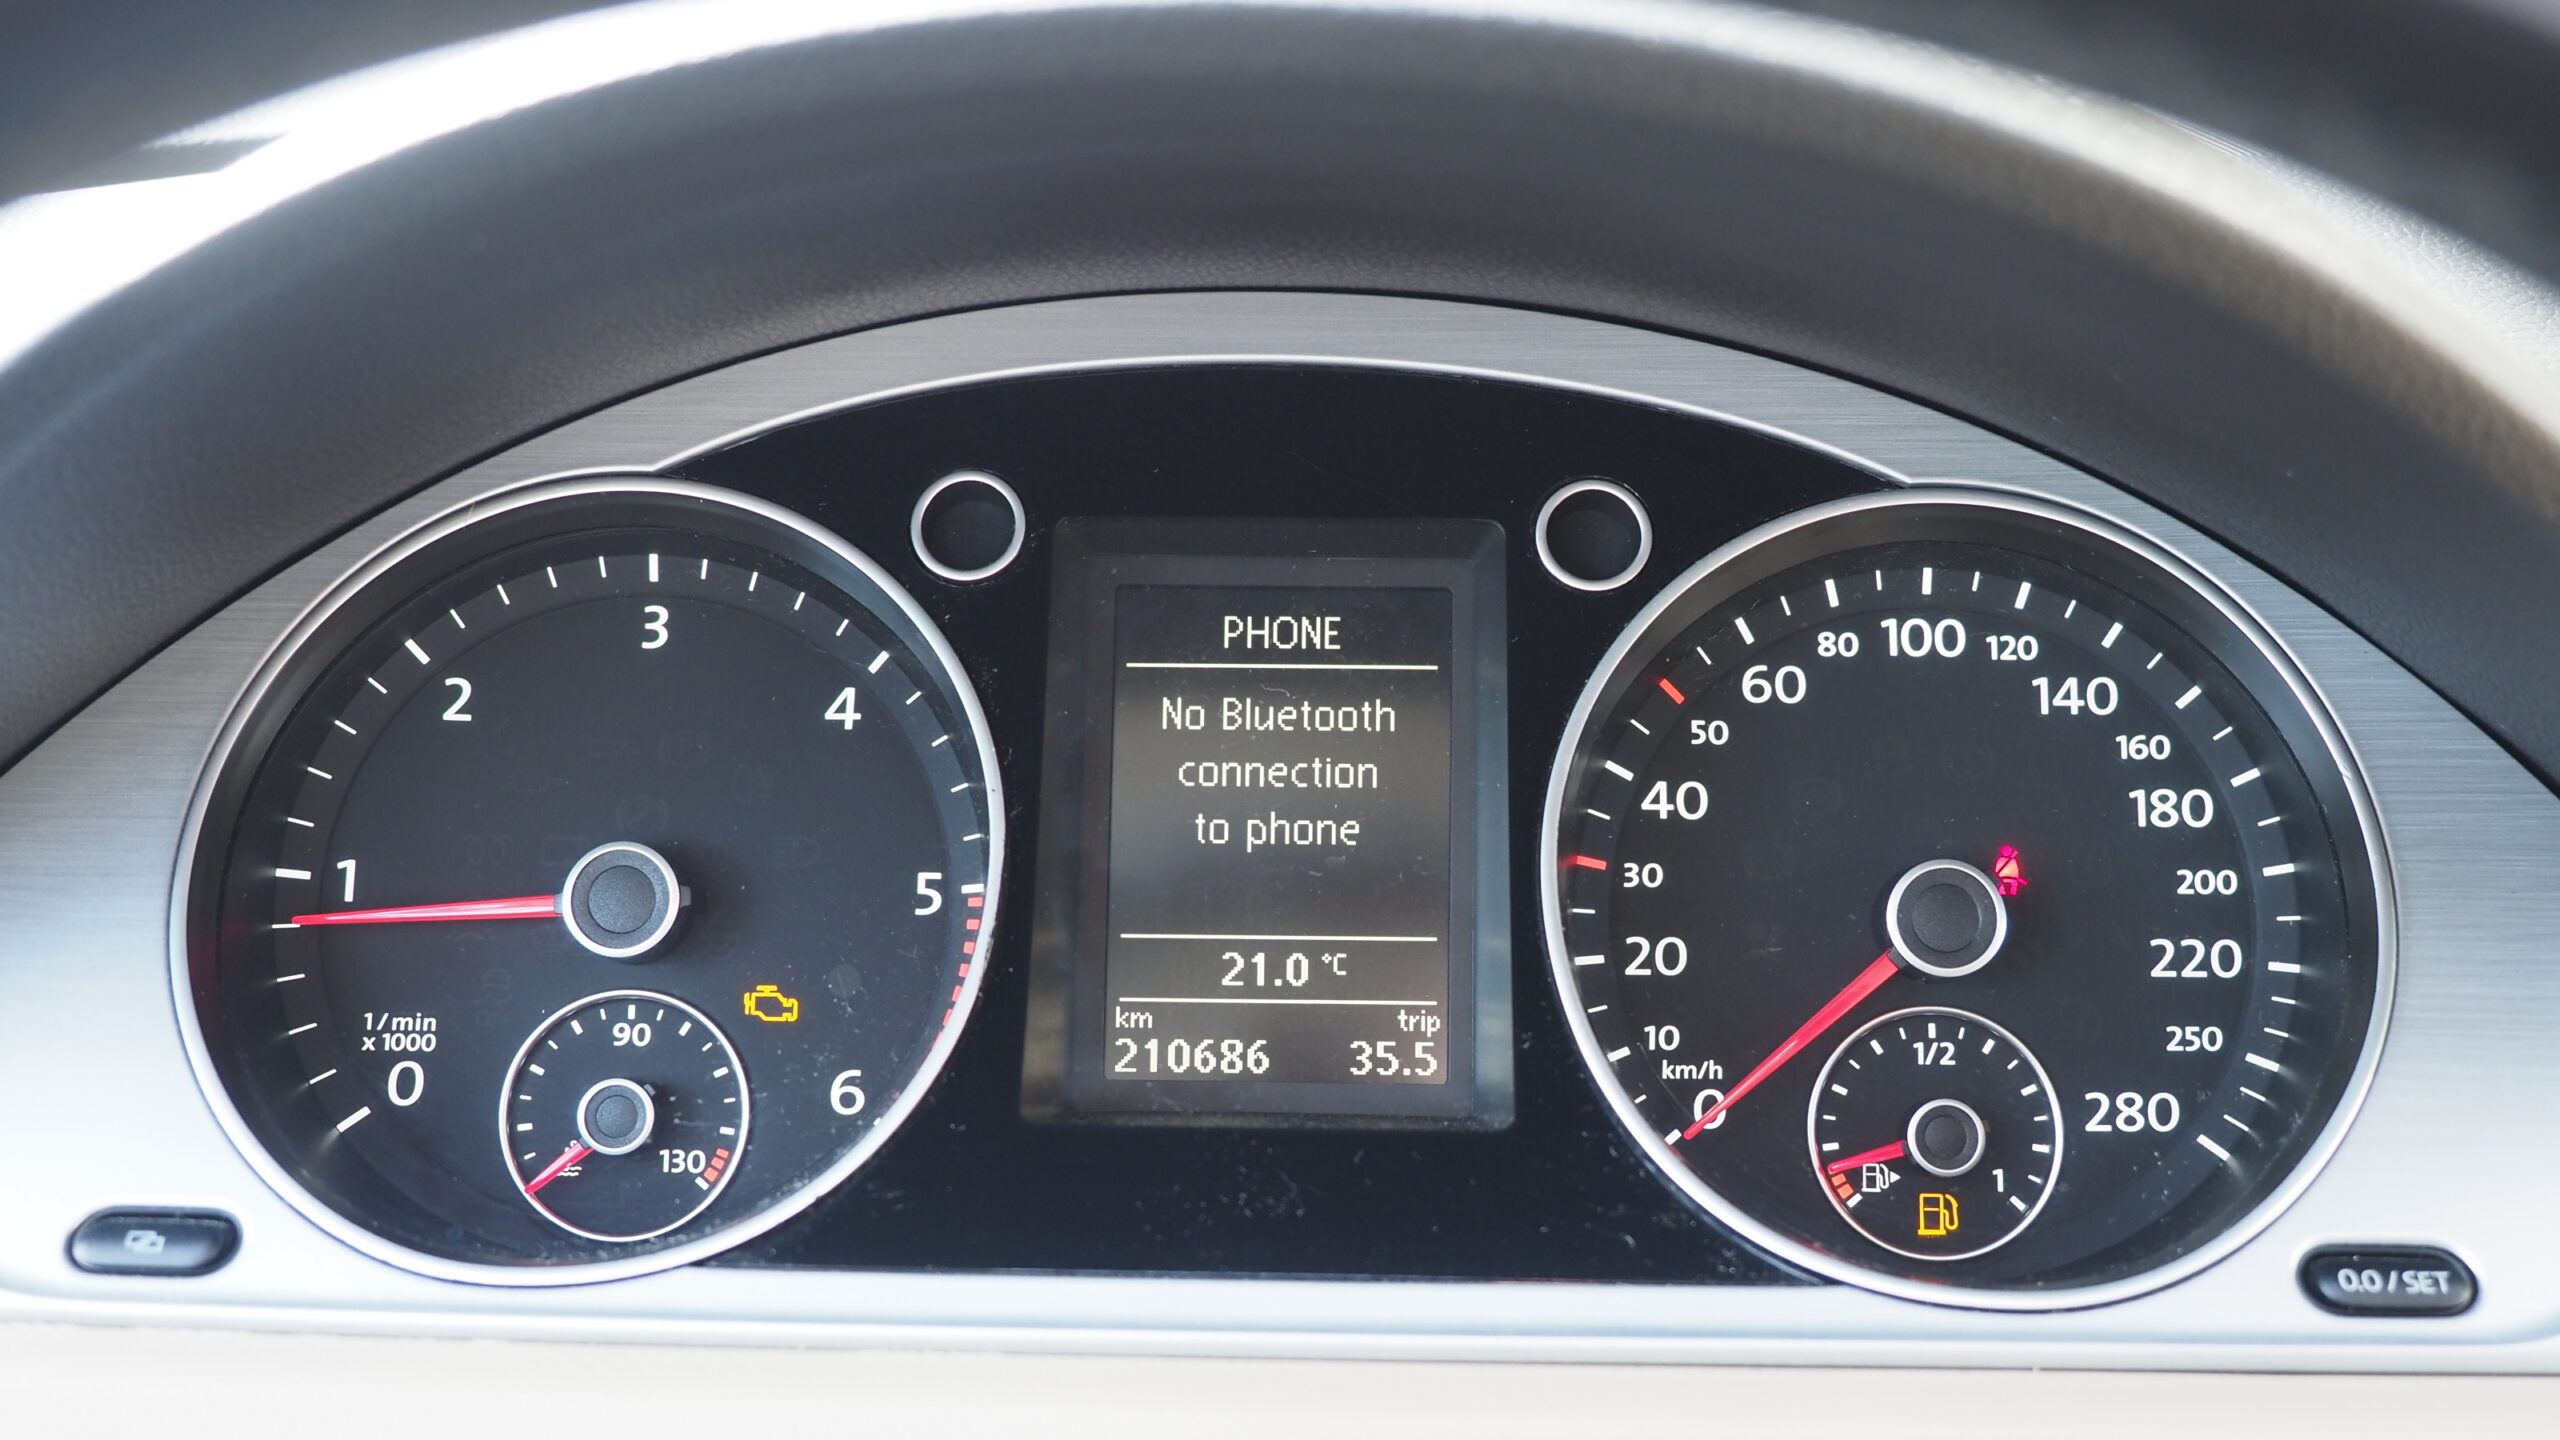 PHONE
No Bluetooth
connection
to phone
21.0 °C
km trip
210686 35.5
0
1
2
3
4
5
6
1/min
x 1000
90
130
0
10
20
30
40
50
60
80
100
120
140
160
180
200
220
250
280
km/h
1/2
1
0.0 / SET